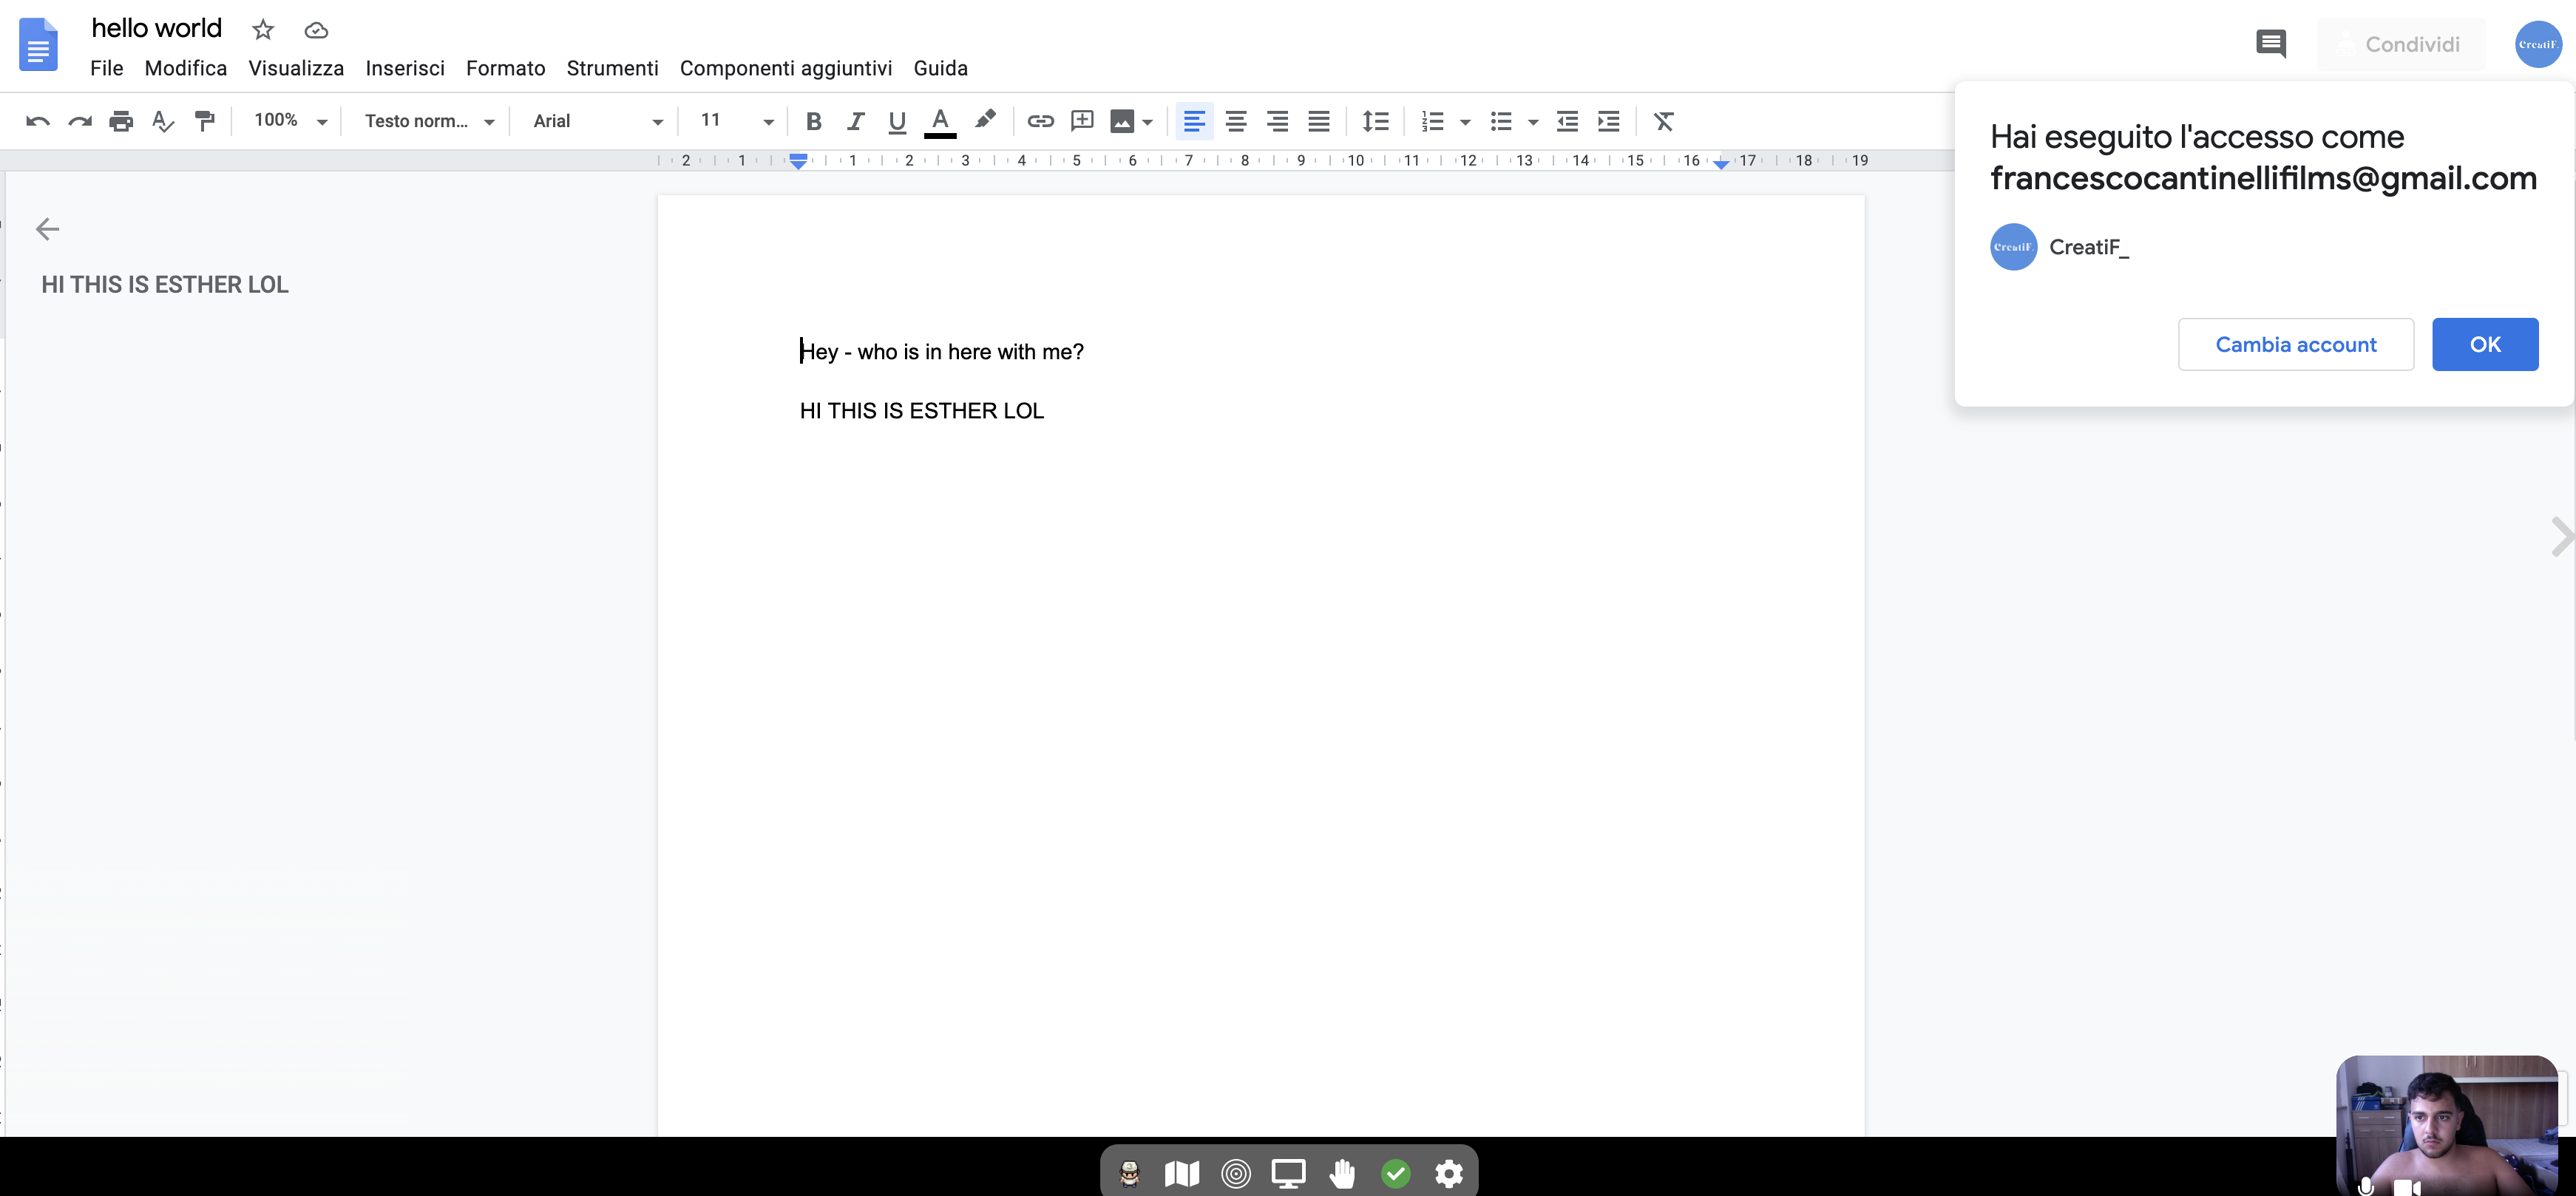 hello world
File Modifica Visualizza Inserisci Formato Strumenti Componenti aggiuntivi Guida
Condividi
CreatiF.
100% Testo norm... Arial 11
2 1 1 2 3 4 5 6 7 8 9 10 11 12 13 14 15 16 17 18 19
Hai eseguito l'accesso come
francescocantinellifilms@gmail.com
CreatiF. CreatiF_
Cambia account OK
HI THIS IS ESTHER LOL
Hey - who is in here with me?
HI THIS IS ESTHER LOL